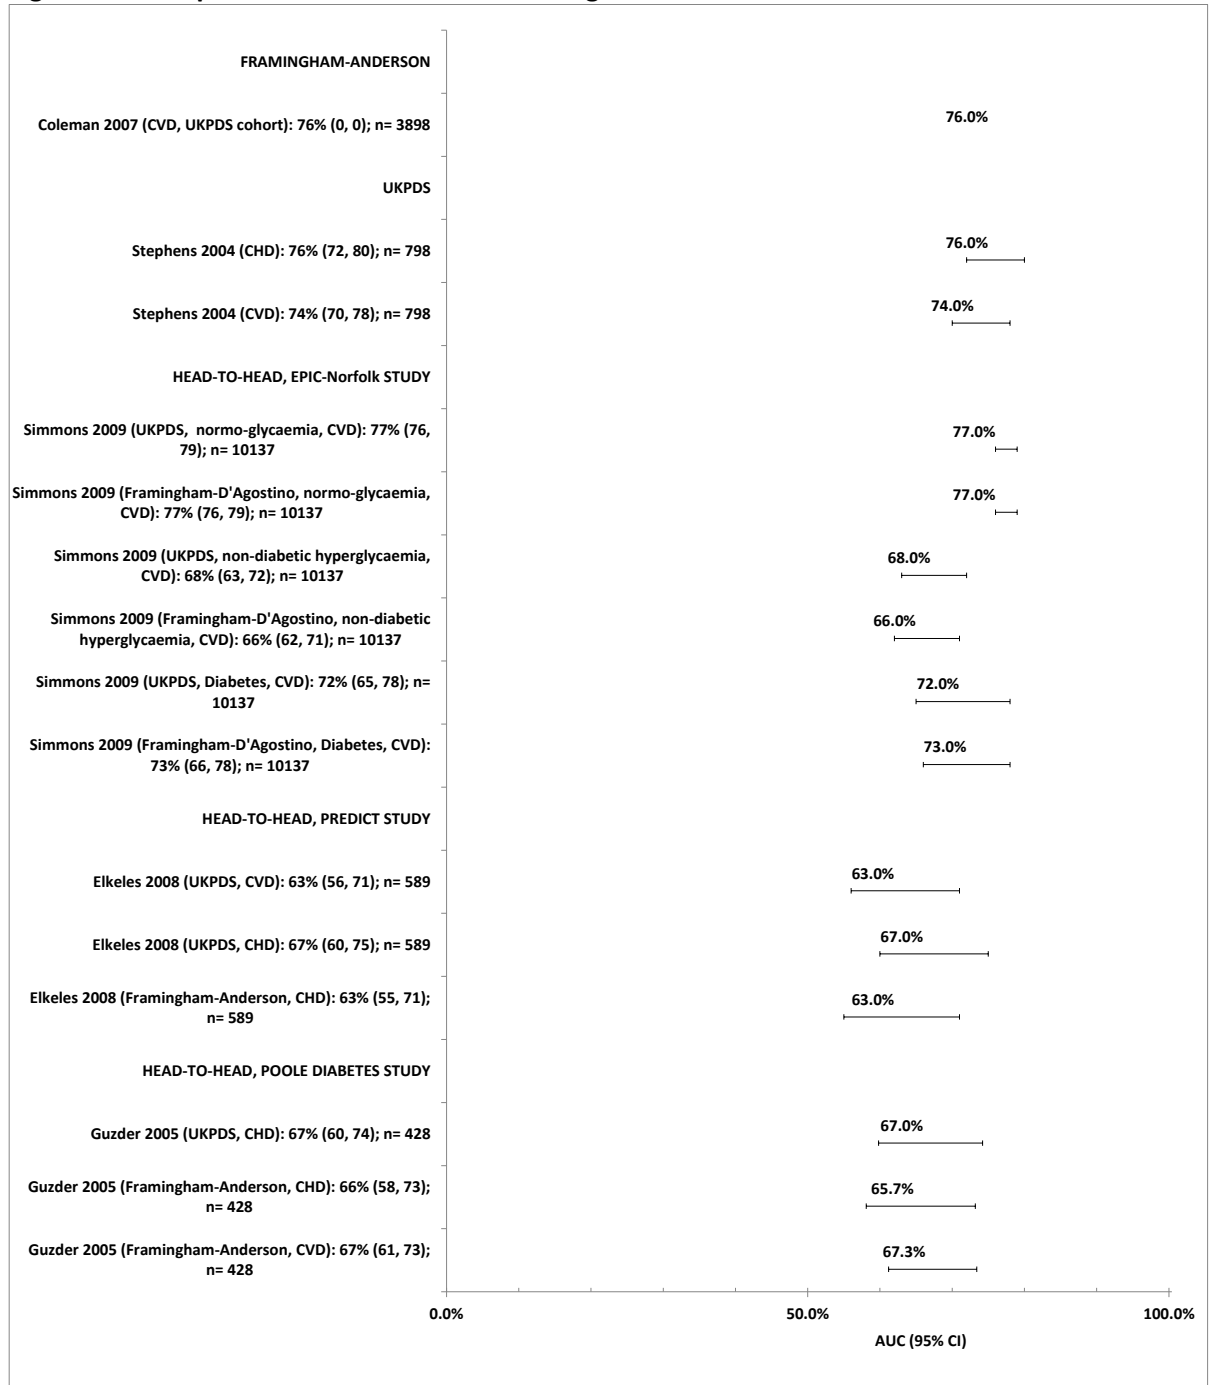 FRAMINGHAM-ANDERSON
Coleman 2007 (CVD, UKPDS cohort): 76% (0, 0); n= 3898
76.0%
UKPDS
Stephens 2004 (CHD): 76% (72, 80); n= 798
76.0%
Stephens 2004 (CVD): 74% (70, 78); n= 798
74.0%
HEAD-TO-HEAD, EPIC-Norfolk STUDY
Simmons 2009 (UKPDS,  normo-glycaemia, CVD): 77% (76,
79); n= 10137
77.0%
Simmons 2009 (Framingham-D'Agostino, normo-glycaemia,
CVD): 77% (76, 79); n= 10137
77.0%
Simmons 2009 (UKPDS, non-diabetic hyperglycaemia,
CVD): 68% (63, 72); n= 10137
68.0%
Simmons 2009 (Framingham-D'Agostino, non-diabetic
hyperglycaemia, CVD): 66% (62, 71); n= 10137
66.0%
Simmons 2009 (UKPDS, Diabetes, CVD): 72% (65, 78); n=
10137
72.0%
Simmons 2009 (Framingham-D'Agostino, Diabetes, CVD):
73% (66, 78); n= 10137
73.0%
HEAD-TO-HEAD, PREDICT STUDY
Elkeles 2008 (UKPDS, CVD): 63% (56, 71); n= 589
63.0%
Elkeles 2008 (UKPDS, CHD): 67% (60, 75); n= 589
67.0%
Elkeles 2008 (Framingham-Anderson, CHD): 63% (55, 71);
n= 589
63.0%
HEAD-TO-HEAD, POOLE DIABETES STUDY
Guzder 2005 (UKPDS, CHD): 67% (60, 74); n= 428
67.0%
Guzder 2005 (Framingham-Anderson, CHD): 66% (58, 73);
n= 428
65.7%
Guzder 2005 (Framingham-Anderson, CVD): 67% (61, 73);
n= 428
67.3%
0.0%
50.0%
100.0%
AUC (95% CI)